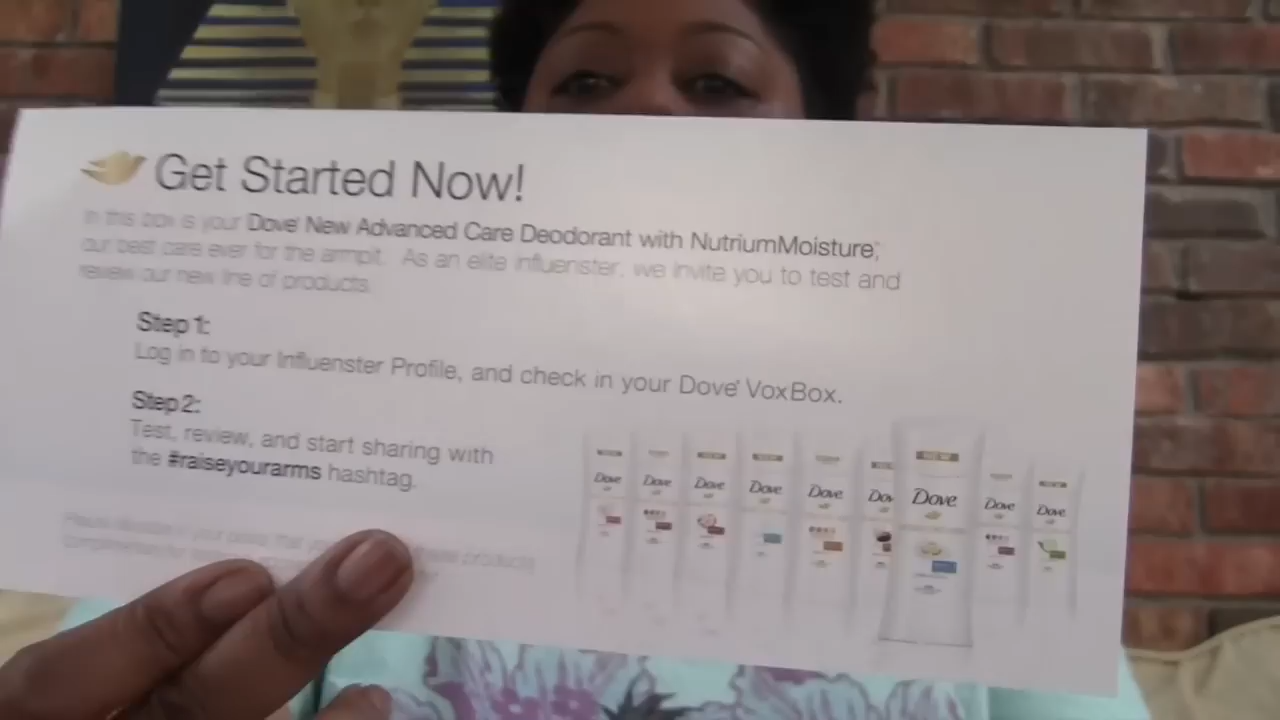 Get Started Now!
In this box is your Dove® New Advanced Care Deodorant with NutriumMoisture,®
our best care ever for the armpit. As an elite influenster, we invite you to test and
review our new line of products.
Step 1:
Log in to your Influenster Profile, and check in your Dove® VoxBox.
Step 2:
Test, review, and start sharing with
the #raiseyourarms hashtag.
products
Dove Dove Dove Dove Dove Dov Dove Dove Dove